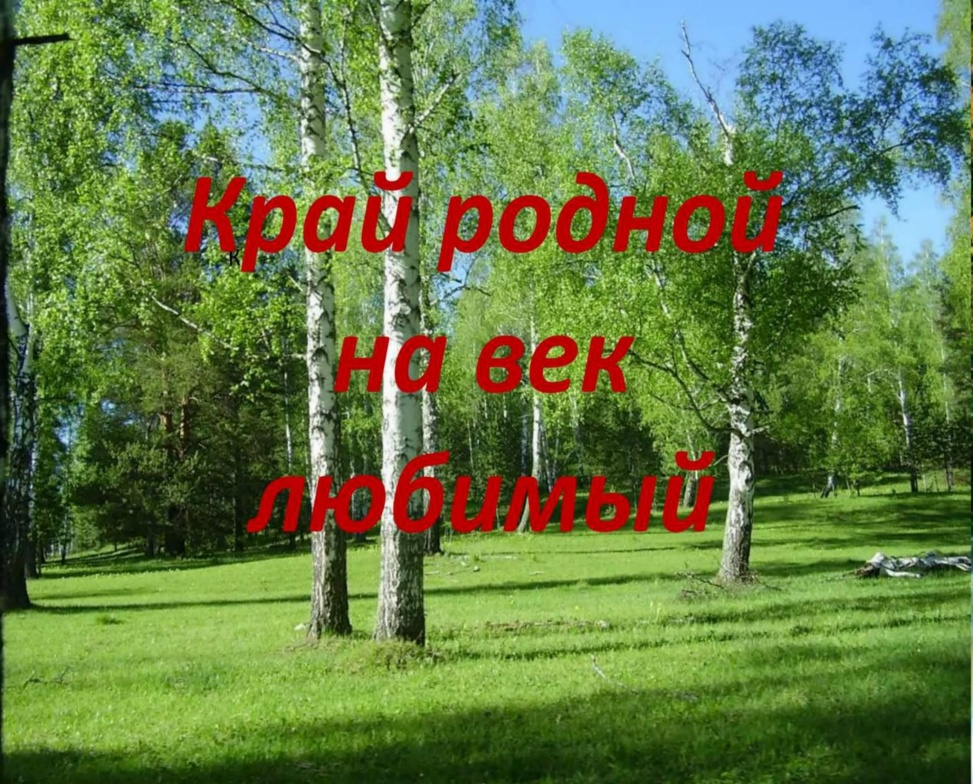 Край родной
на век
любимый